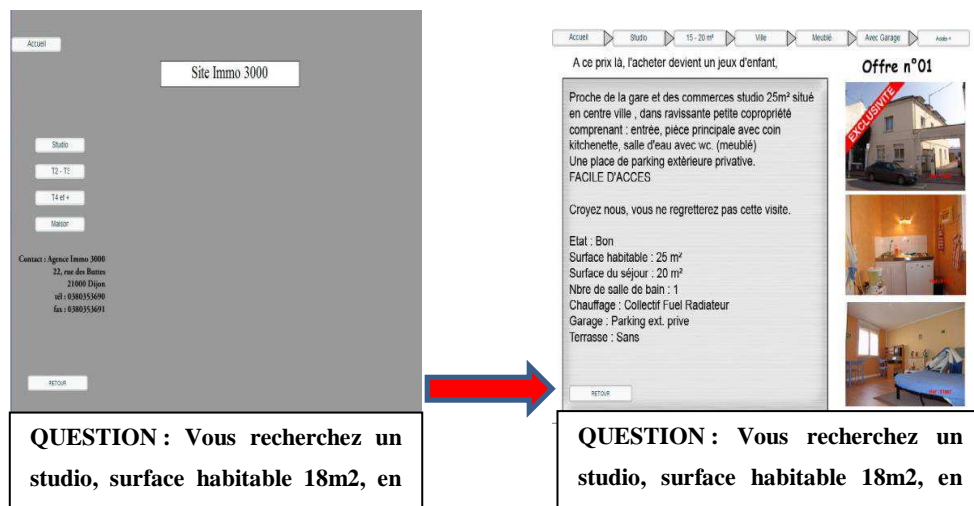 Accueil
Site Immo 3000
Studio
T2 - T3
T4 et +
Maison
Contact : Agence Immo 3000
22, rue des Buttes
21000 Dijon
tél : 0380353690
fax : 0380353691
RETOUR
QUESTION : Vous recherchez un
studio, surface habitable 18m2, en
Accueil Studio 15 - 20 m² Ville Meublé Avec Garage
A ce prix là, l'acheter devient un jeux d'enfant,
Offre n°01
Proche de la gare et des commerces studio 25m² situé
en centre ville , dans ravissante petite copropriété
comprenant : entrée, pièce principale avec coin
kitchenette, salle d'eau avec wc. (meublé)
Une place de parking extèrieure privative.
FACILE D'ACCES
Croyez nous, vous ne regretterez pas cette visite.
Etat : Bon
Surface habitable : 25 m²
Surface du séjour : 20 m²
Nbre de salle de bain : 1
Chauffage : Collectif Fuel Radiateur
Garage : Parking ext. prive
Terrasse : Sans
RETOUR
EXCLUSIVITE
QUESTION : Vous recherchez un
studio, surface habitable 18m2, en